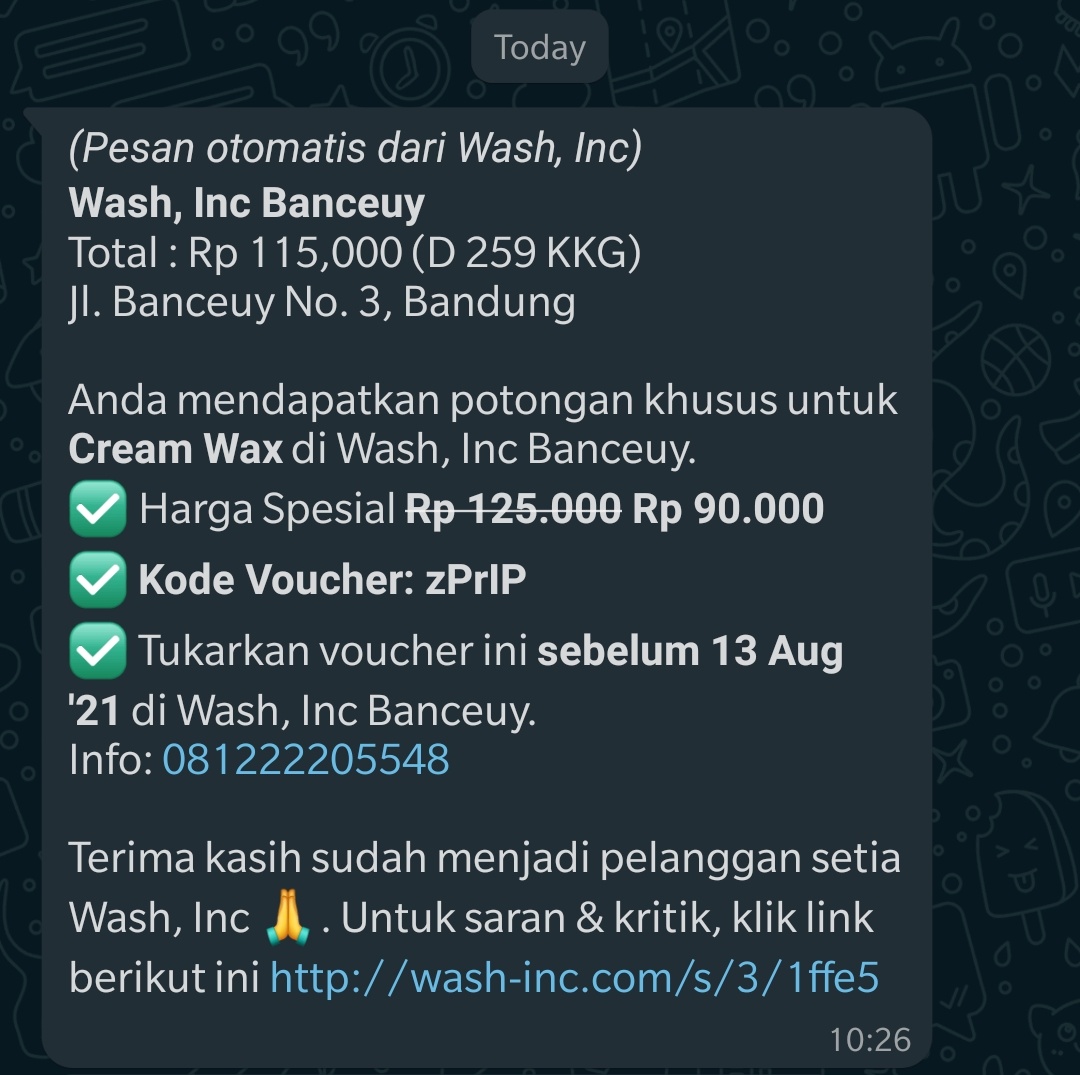 Today
(Pesan otomatis dari Wash, Inc)
Wash, Inc Banceuy
Total : Rp 115,000 (D 259 KKG)
Jl. Banceuy No. 3, Bandung
Anda mendapatkan potongan khusus untuk
Cream Wax di Wash, Inc Banceuy.
✅ Harga Spesial Rp 125.000 Rp 90.000
✅ Kode Voucher: zPrIP
✅ Tukarkan voucher ini sebelum 13 Aug
'21 di Wash, Inc Banceuy.
Info: 081222205548
Terima kasih sudah menjadi pelanggan setia
Wash, Inc 🙏. Untuk saran & kritik, klik link
berikut ini http://wash-inc.com/s/3/1ffe5
10:26